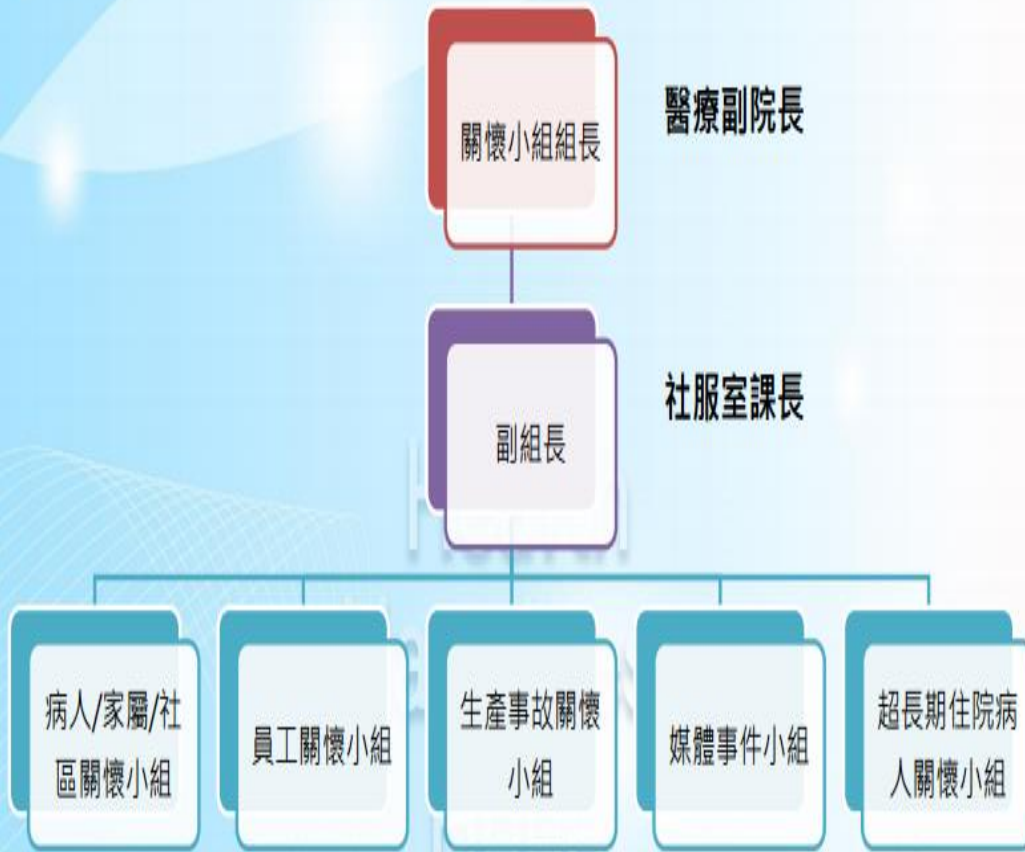 關懷小組組長
醫療副院長
副組長
社服室課長
病人/家屬/社
區關懷小組
員工關懷小組
生產事故關懷
小組
媒體事件小組
超長期住院病
人關懷小組